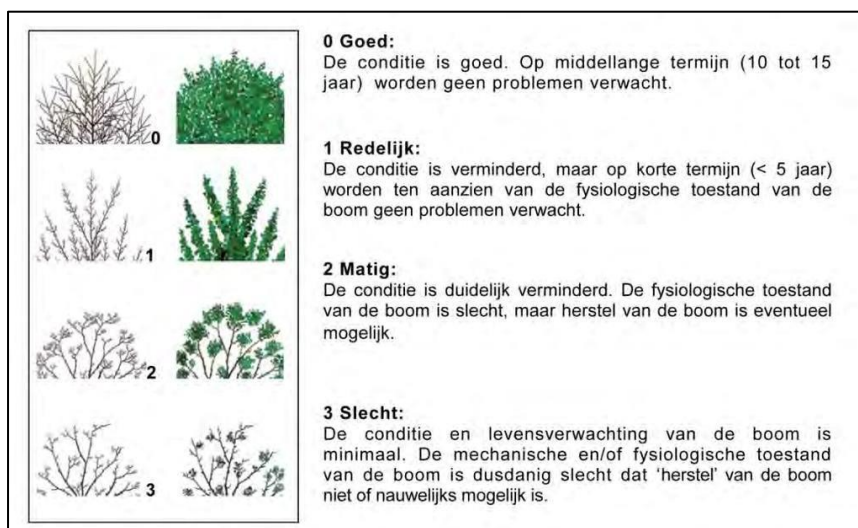 0
0 Goed:
De conditie is goed. Op middellange termijn (10 tot 15
jaar) worden geen problemen verwacht.
1
1 Redelijk:
De conditie is verminderd, maar op korte termijn (< 5 jaar)
worden ten aanzien van de fysiologische toestand van de
boom geen problemen verwacht.
2
2 Matig:
De conditie is duidelijk verminderd. De fysiologische toestand
van de boom is slecht, maar herstel van de boom is eventueel
mogelijk.
3
3 Slecht:
De conditie en levensverwachting van de boom is
minimaal. De mechanische en/of fysiologische toestand
van de boom is dusdanig slecht dat ‘herstel’ van de boom
niet of nauwelijks mogelijk is.